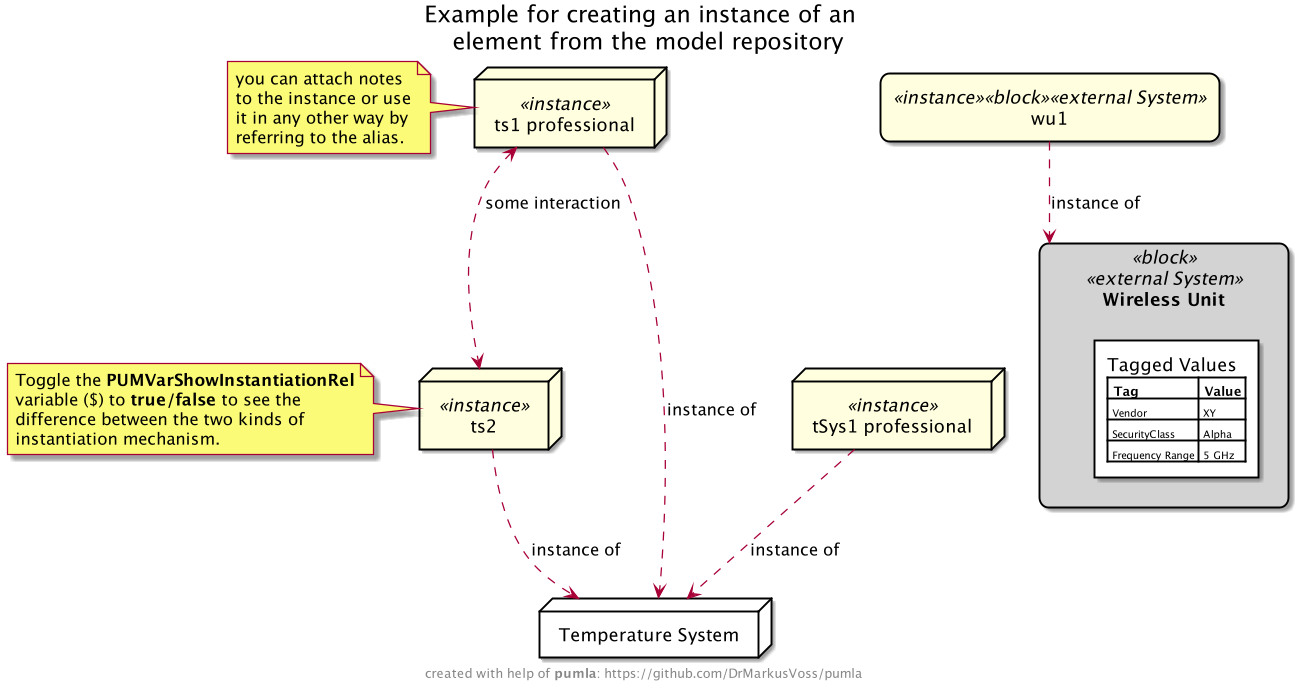 Example for creating an instance of an
element from the model repository
you can attach notes
to the instance or use
it in any other way by
referring to the alias.
«instance»
ts1 professional
«instance»«block»«external System»
wu1
some interaction
instance of
«block»
«external System»
Wireless Unit
Tagged Values
Tag Value
Vendor XY
SecurityClass Alpha
Frequency Range 5 GHz
Toggle the PUMVarShowInstantiationRel
variable ($) to true/false to see the
difference between the two kinds of
instantiation mechanism.
«instance»
ts2
instance of
«instance»
tSys1 professional
instance of
instance of
Temperature System
created with help of pumla: https://github.com/DrMarkusVoss/pumla